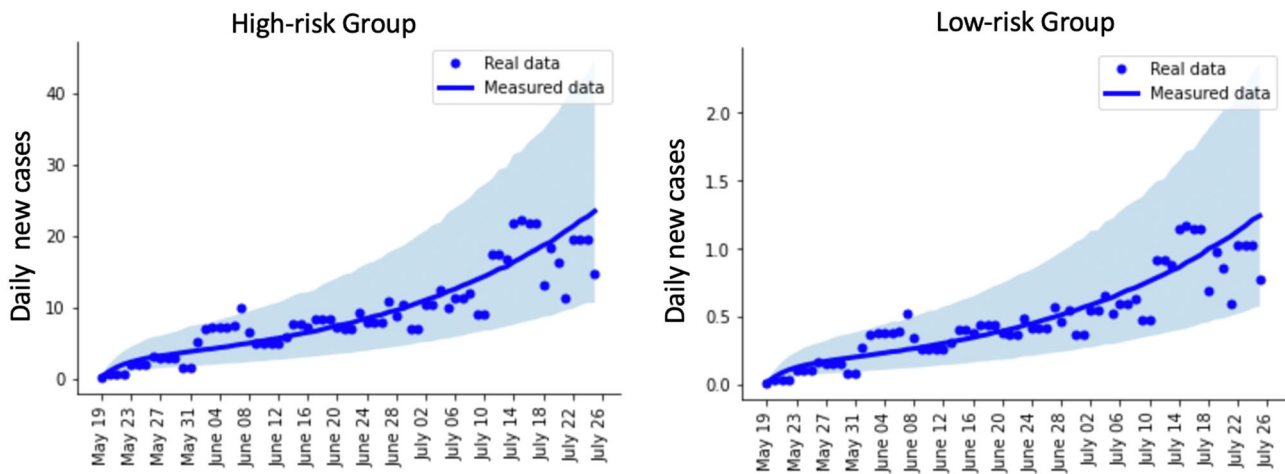 High-risk Group
Daily  new cases
40
30
20
10
0
Real data
Measured data
May 19
May 23
May 27
May 31
June 04
June 08
June 12
June 16
June 20
June 24
June 28
July 02
July 06
July 10
July 14
July 18
July 22
July 26
Low-risk Group
Daily new cases
2.0
1.5
1.0
0.5
0.0
Real data
Measured data
May 19
May 23
May 27
May 31
June 04
June 08
June 12
June 16
June 20
June 24
June 28
July 02
July 06
July 10
July 14
July 18
July 22
July 26